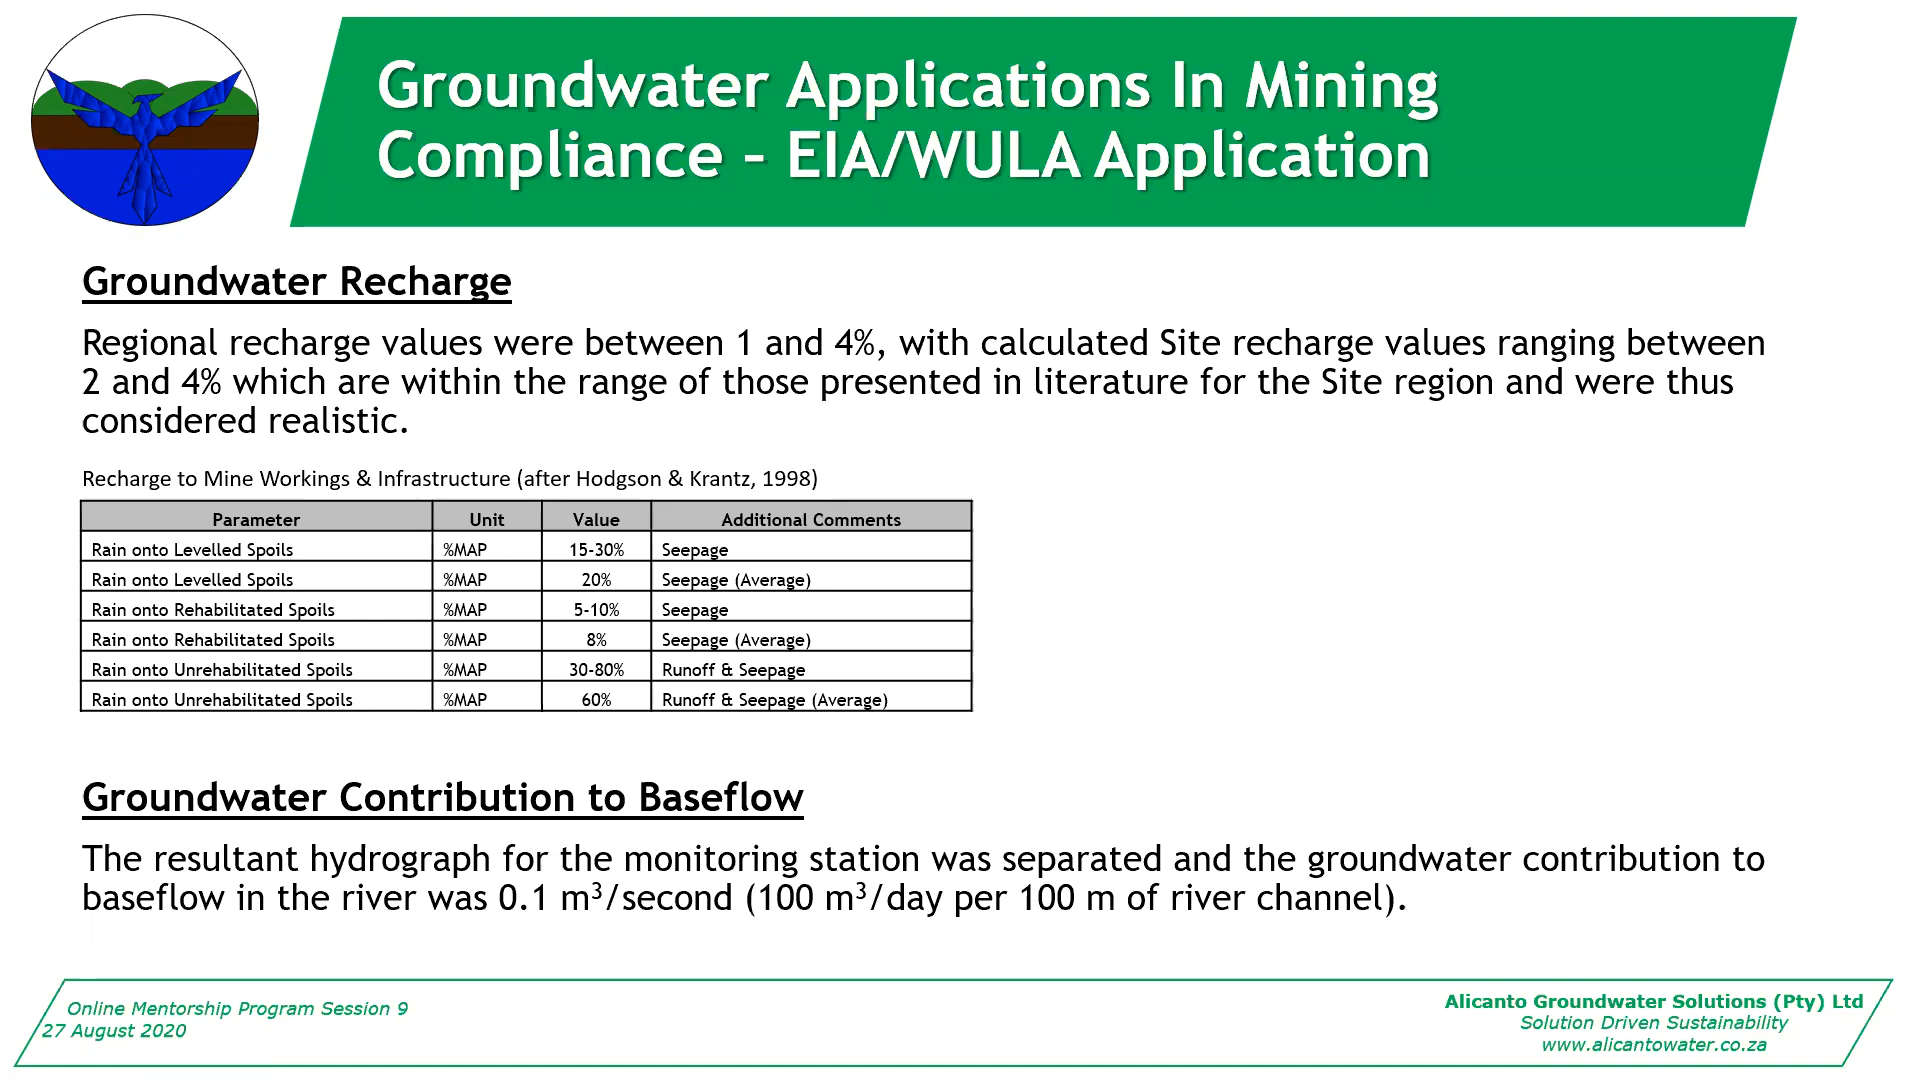 Groundwater Applications In Mining
Compliance – EIA/WULA Application
Groundwater Recharge
Regional recharge values were between 1 and 4%, with calculated Site recharge values ranging between
2 and 4% which are within the range of those presented in literature for the Site region and were thus
considered realistic.
Recharge to Mine Workings & Infrastructure (after Hodgson & Krantz, 1998)
Parameter Unit Value Additional Comments
Rain onto Levelled Spoils %MAP 15-30% Seepage
Rain onto Levelled Spoils %MAP 20% Seepage (Average)
Rain onto Rehabilitated Spoils %MAP 5-10% Seepage
Rain onto Rehabilitated Spoils %MAP 8% Seepage (Average)
Rain onto Unrehabilitated Spoils %MAP 30-80% Runoff & Seepage
Rain onto Unrehabilitated Spoils %MAP 60% Runoff & Seepage (Average)
Groundwater Contribution to Baseflow
The resultant hydrograph for the monitoring station was separated and the groundwater contribution to
baseflow in the river was 0.1 m³/second (100 m³/day per 100 m of river channel).
Online Mentorship Program Session 9
27 August 2020
Alicanto Groundwater Solutions (Pty) Ltd
Solution Driven Sustainability
www.alicantowater.co.za